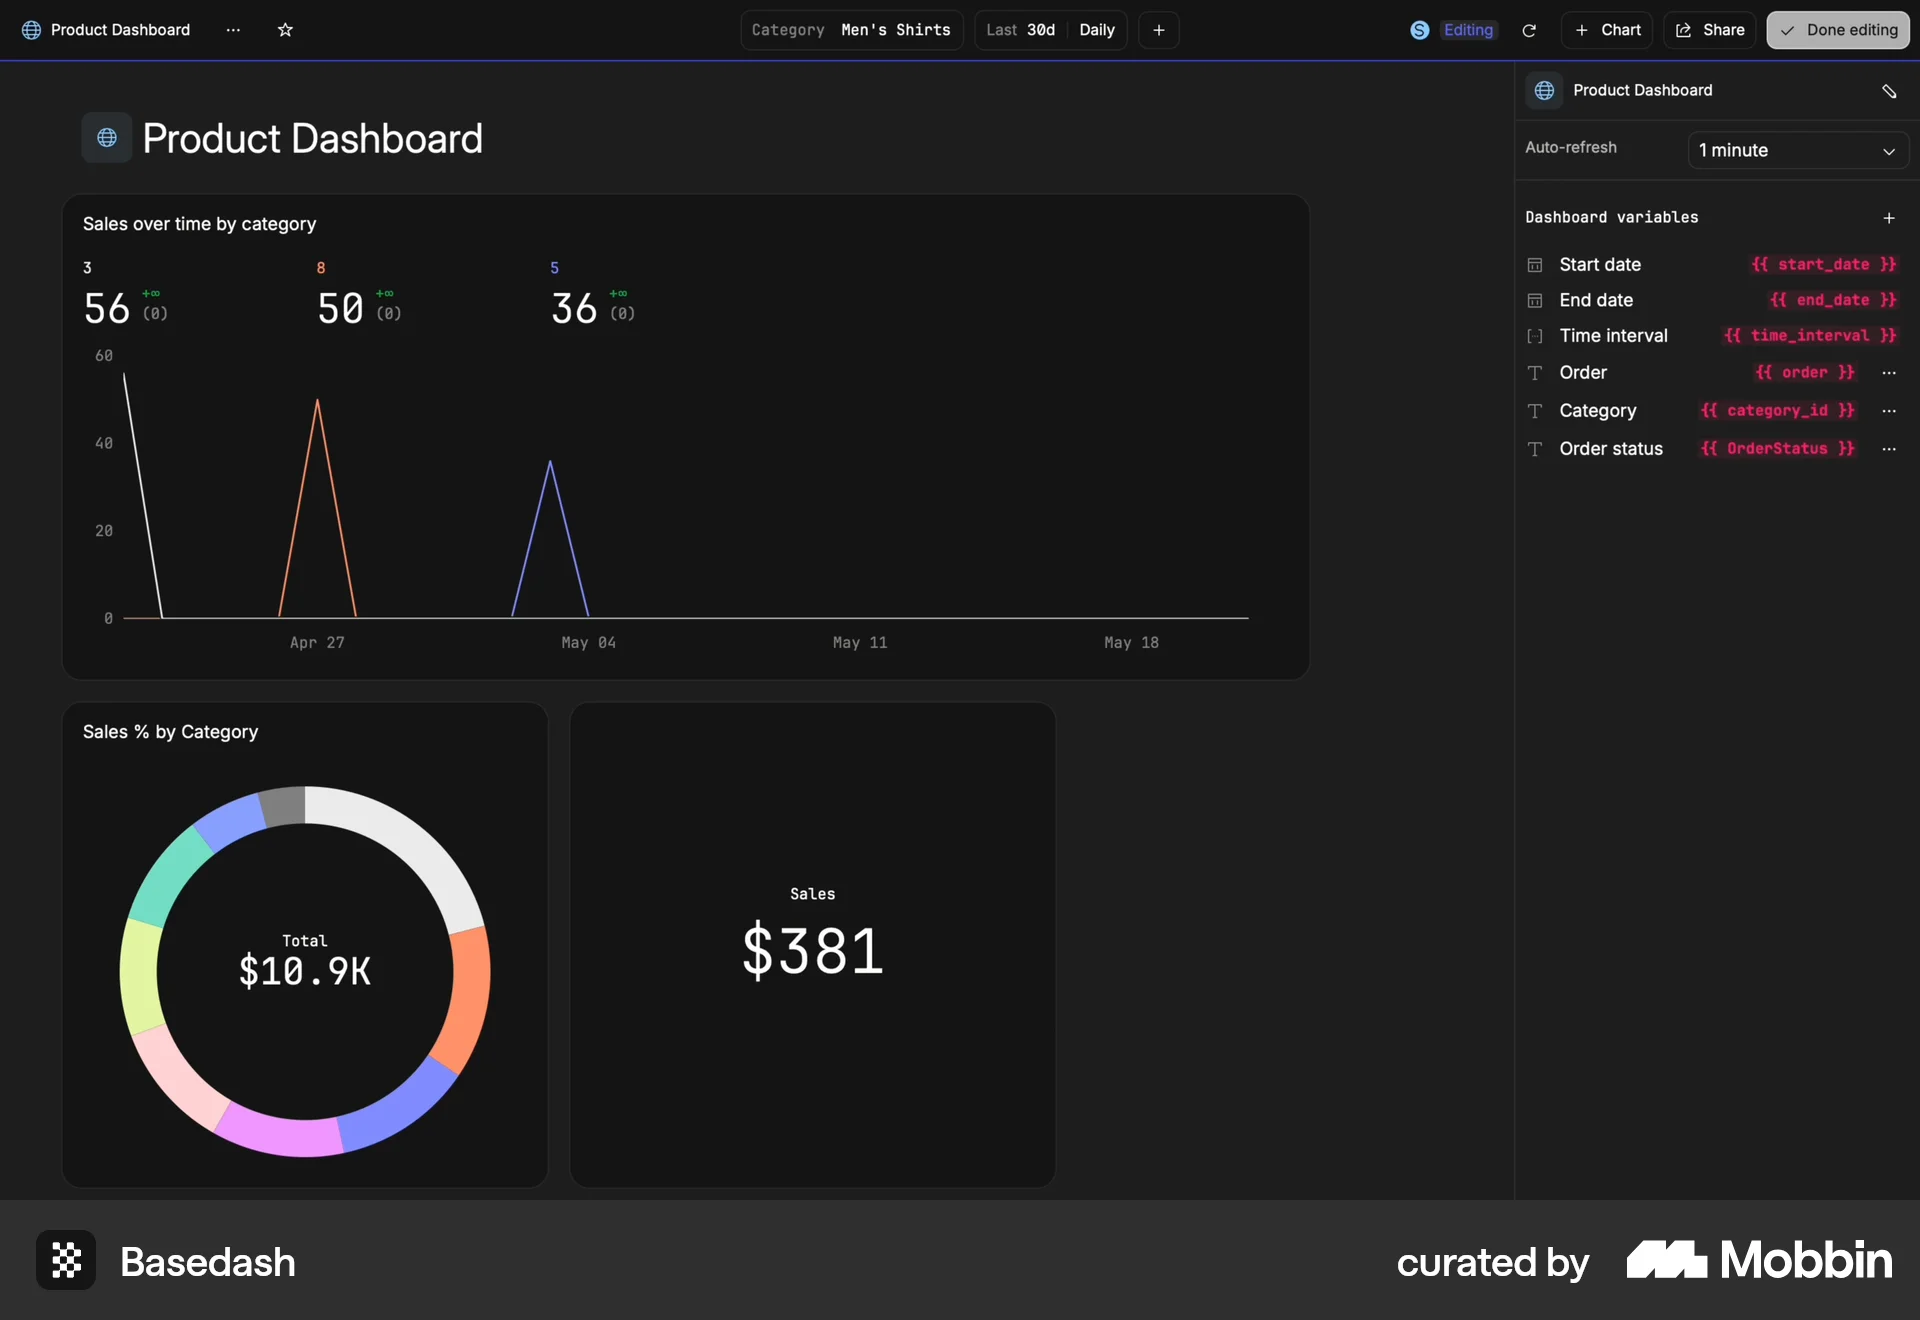 Product Dashboard
Category Men's Shirts
Last 30d Daily
S Editing
Chart
Share
Done editing
Product Dashboard
Sales over time by category
3 8 5
56 +∞ (0) 50 +∞ (0) 36 +∞ (0)
60
40
20
0
Apr 27 May 04 May 11 May 18
Sales % by Category
Total
$10.9K
Sales
$381
Product Dashboard
Auto-refresh 1 minute
Dashboard variables
Start date {{ start_date }}
End date {{ end_date }}
Time interval {{ time_interval }}
Order {{ order }}
Category {{ category_id }}
Order status {{ OrderStatus }}
Basedash
curated by Mobbin